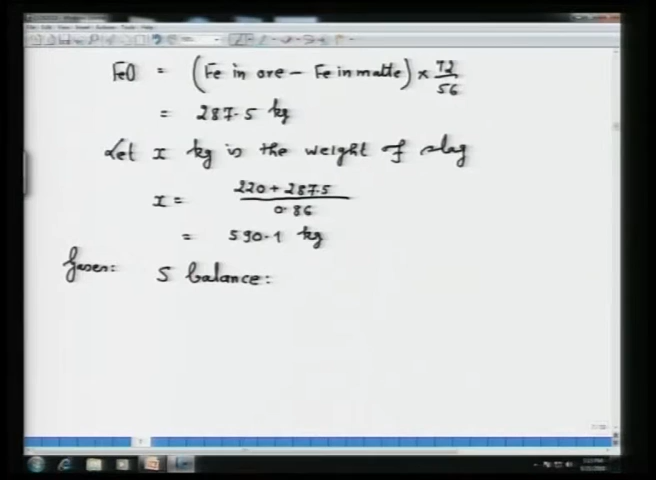 FeO = (Fe in ore - Fe in matte) × 72/56
= 287.5 kg
Let x kg is the weight of slag
x = 220 + 287.5 / 0.86
= 590.1 kg
Gases: S balance: